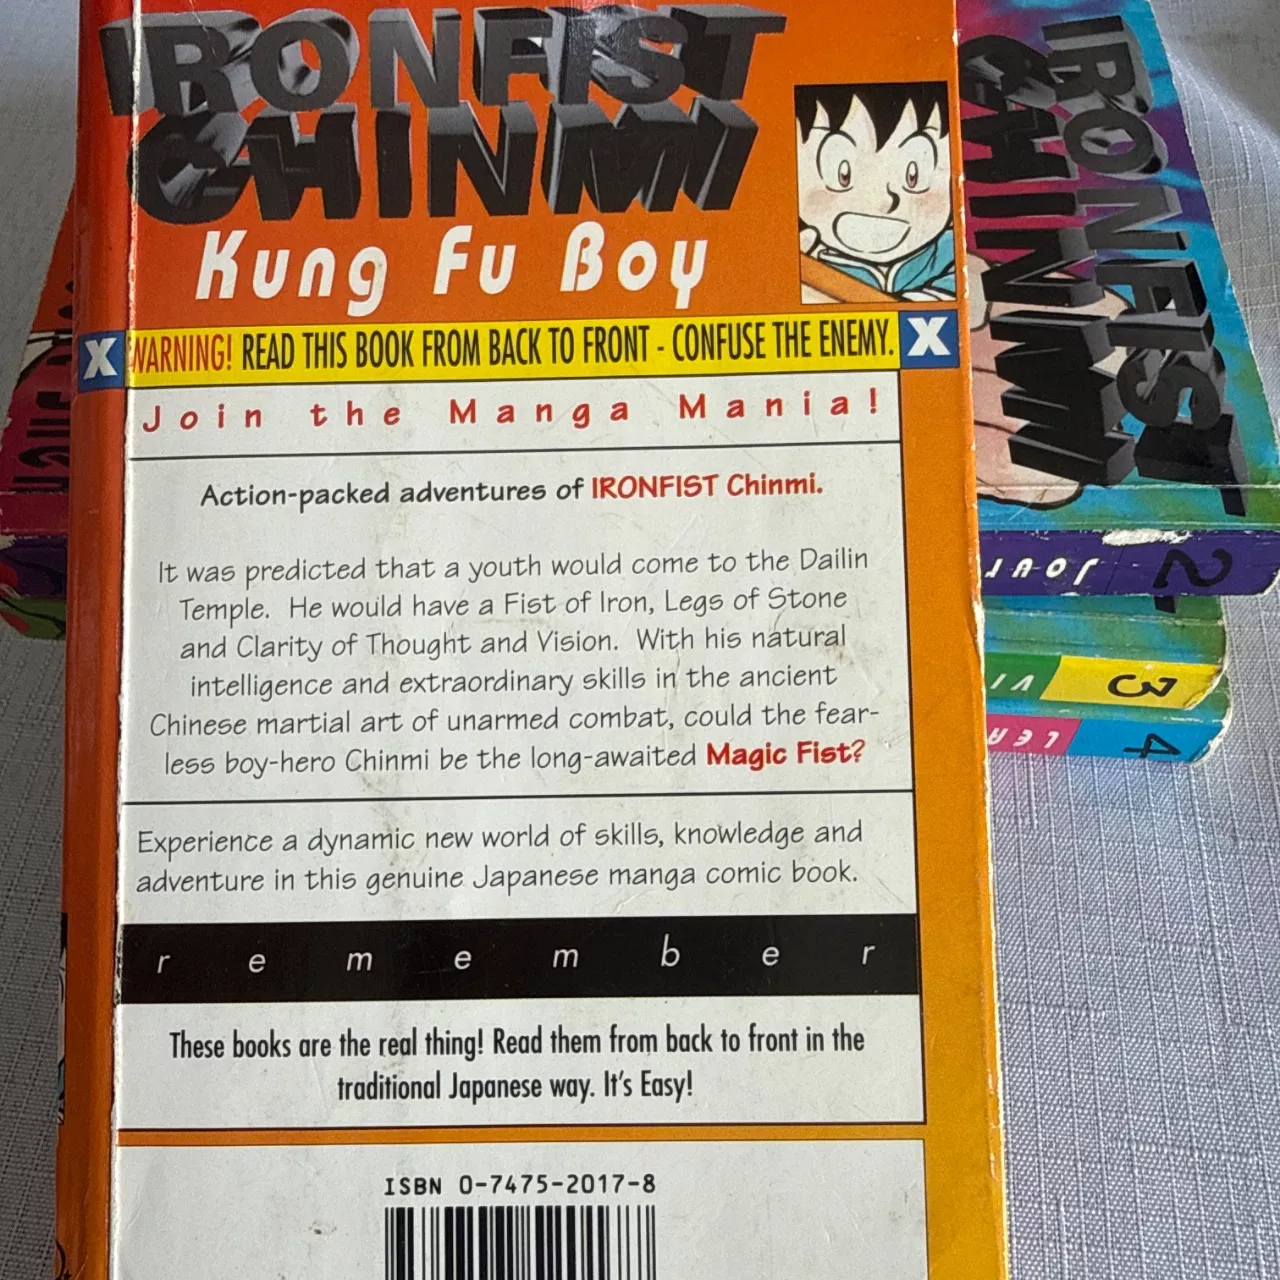 IRONFIST
CHINMI
Kung Fu Boy
X WARNING! READ THIS BOOK FROM BACK TO FRONT - CONFUSE THE ENEMY. X
Join the Manga Mania!
Action-packed adventures of IRONFIST Chinmi.
It was predicted that a youth would come to the Dailin
Temple. He would have a Fist of Iron, Legs of Stone
and Clarity of Thought and Vision. With his natural
intelligence and extraordinary skills in the ancient
Chinese martial art of unarmed combat, could the fear-
less boy-hero Chinmi be the long-awaited Magic Fist?
Experience a dynamic new world of skills, knowledge and
adventure in this genuine Japanese manga comic book.
remember
These books are the real thing! Read them from back to front in the
traditional Japanese way. It's Easy!
ISBN 0-7475-2017-8
IRONFIST
CHINMI
2
3
4